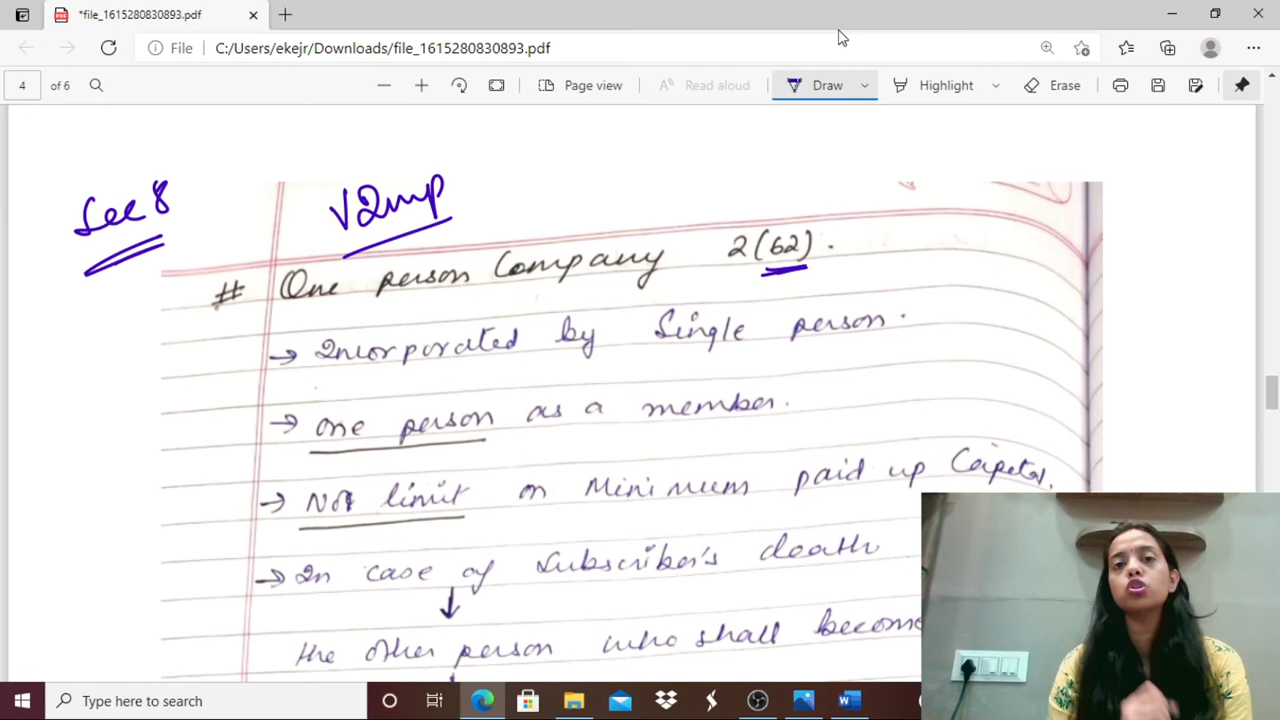 *file_1615280830893.pdf
File C:/Users/ekejr/Downloads/file_1615280830893.pdf
4 of 6 Page view Read aloud Draw Highlight Erase
Sec 8
V Imp
# One person Company 2(62).
→ Incorporated by Single person.
→ one person as a member.
→ Not limit on Minimum paid up Capital.
→ In case of Subscriber's death
↓
the other person who shall become
Type here to search